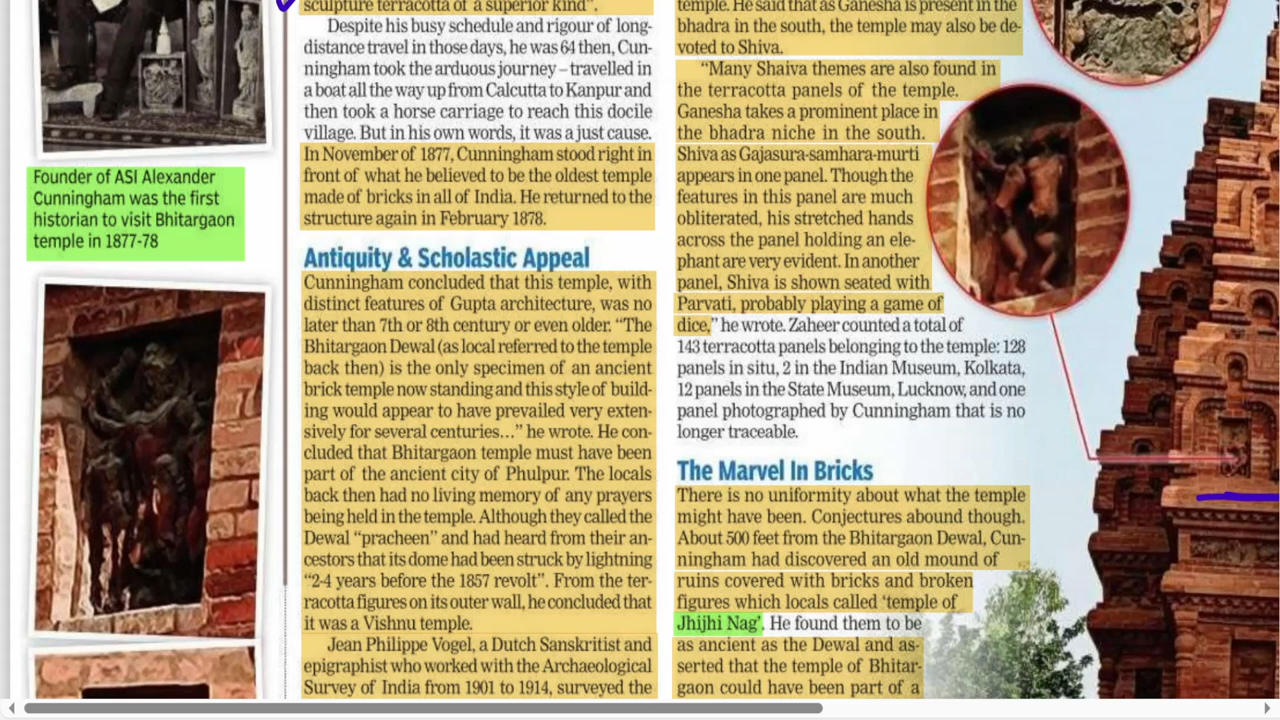 Founder of ASI Alexander
Cunningham was the first
historian to visit Bhitargaon
temple in 1877-78
sculpture terracotta of a superior kind”.
Despite his busy schedule and rigour of long-
distance travel in those days, he was 64 then, Cun-
ningham took the arduous journey – travelled in
a boat all the way up from Calcutta to Kanpur and
then took a horse carriage to reach this docile
village. But in his own words, it was a just cause.
In November of 1877, Cunningham stood right in
front of what he believed to be the oldest temple
made of bricks in all of India. He returned to the
structure again in February 1878.
Antiquity & Scholastic Appeal
Cunningham concluded that this temple, with
distinct features of Gupta architecture, was no
later than 7th or 8th century or even older. “The
Bhitargaon Dewal (as local referred to the temple
back then) is the only specimen of an ancient
brick temple now standing and this style of build-
ing would appear to have prevailed very exten-
sively for several centuries...” he wrote. He con-
cluded that Bhitargaon temple must have been
part of the ancient city of Phulpur. The locals
back then had no living memory of any prayers
being held in the temple. Although they called the
Dewal “pracheen” and had heard from their an-
cestors that its dome had been struck by lightning
“2-4 years before the 1857 revolt”. From the ter-
racotta figures on its outer wall, he concluded that
it was a Vishnu temple.
Jean Philippe Vogel, a Dutch Sanskritist and
epigraphist who worked with the Archaeological
Survey of India from 1901 to 1914, surveyed the
temple. He said that as Ganesha is present in the
bhadra in the south, the temple may also be de-
voted to Shiva.
“Many Shaiva themes are also found in
the terracotta panels of the temple.
Ganesha takes a prominent place in
the bhadra niche in the south.
Shiva as Gajasura-samhara-murti
appears in one panel. Though the
features in this panel are much
obliterated, his stretched hands
across the panel holding an ele-
phant are very evident. In another
panel, Shiva is shown seated with
Parvati, probably playing a game of
dice,” he wrote. Zaheer counted a total of
143 terracotta panels belonging to the temple: 128
panels in situ, 2 in the Indian Museum, Kolkata,
12 panels in the State Museum, Lucknow, and one
panel photographed by Cunningham that is no
longer traceable.
The Marvel In Bricks
There is no uniformity about what the temple
might have been. Conjectures abound though.
About 500 feet from the Bhitargaon Dewal, Cun-
ningham had discovered an old mound of
ruins covered with bricks and broken
figures which locals called ‘temple of
Jhijhi Nag’. He found them to be
as ancient as the Dewal and as-
serted that the temple of Bhitar-
gaon could have been part of a